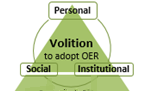 Personal
Volition
to adopt OER
Social Institutional